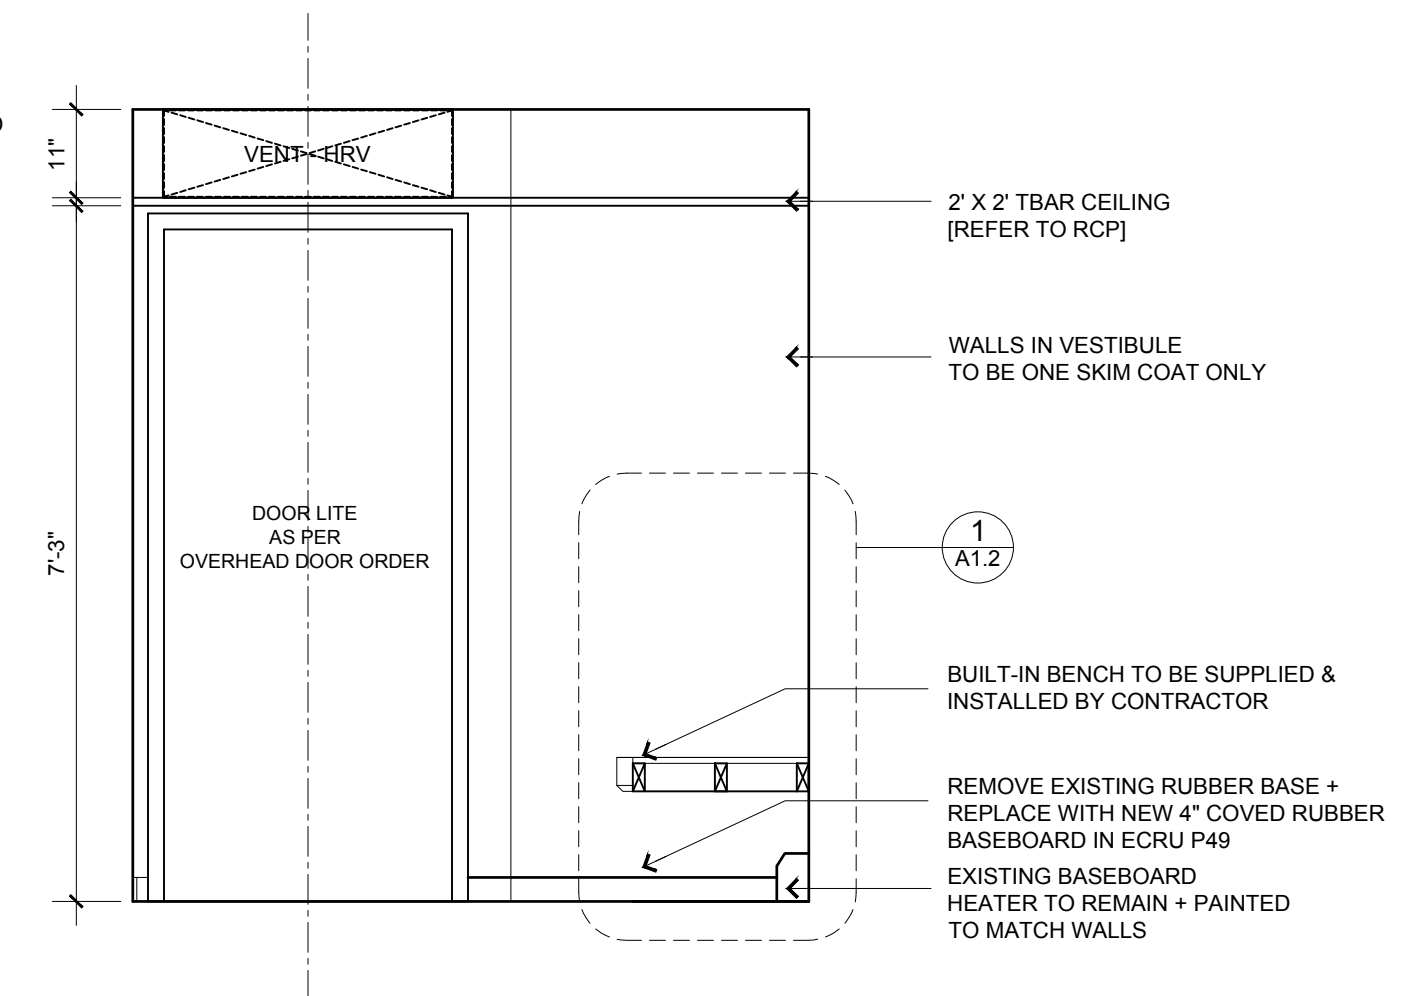 11"
VENT - HRV
2' X 2' TBAR CEILING
[REFER TO RCP]
WALLS IN VESTIBULE
TO BE ONE SKIM COAT ONLY
DOOR LITE
AS PER
OVERHEAD DOOR ORDER
7'-3"
1
A1.2
BUILT-IN BENCH TO BE SUPPLIED &
INSTALLED BY CONTRACTOR
REMOVE EXISTING RUBBER BASE +
REPLACE WITH NEW 4" COVED RUBBER
BASEBOARD IN ECRU P49
EXISTING BASEBOARD
HEATER TO REMAIN + PAINTED
TO MATCH WALLS